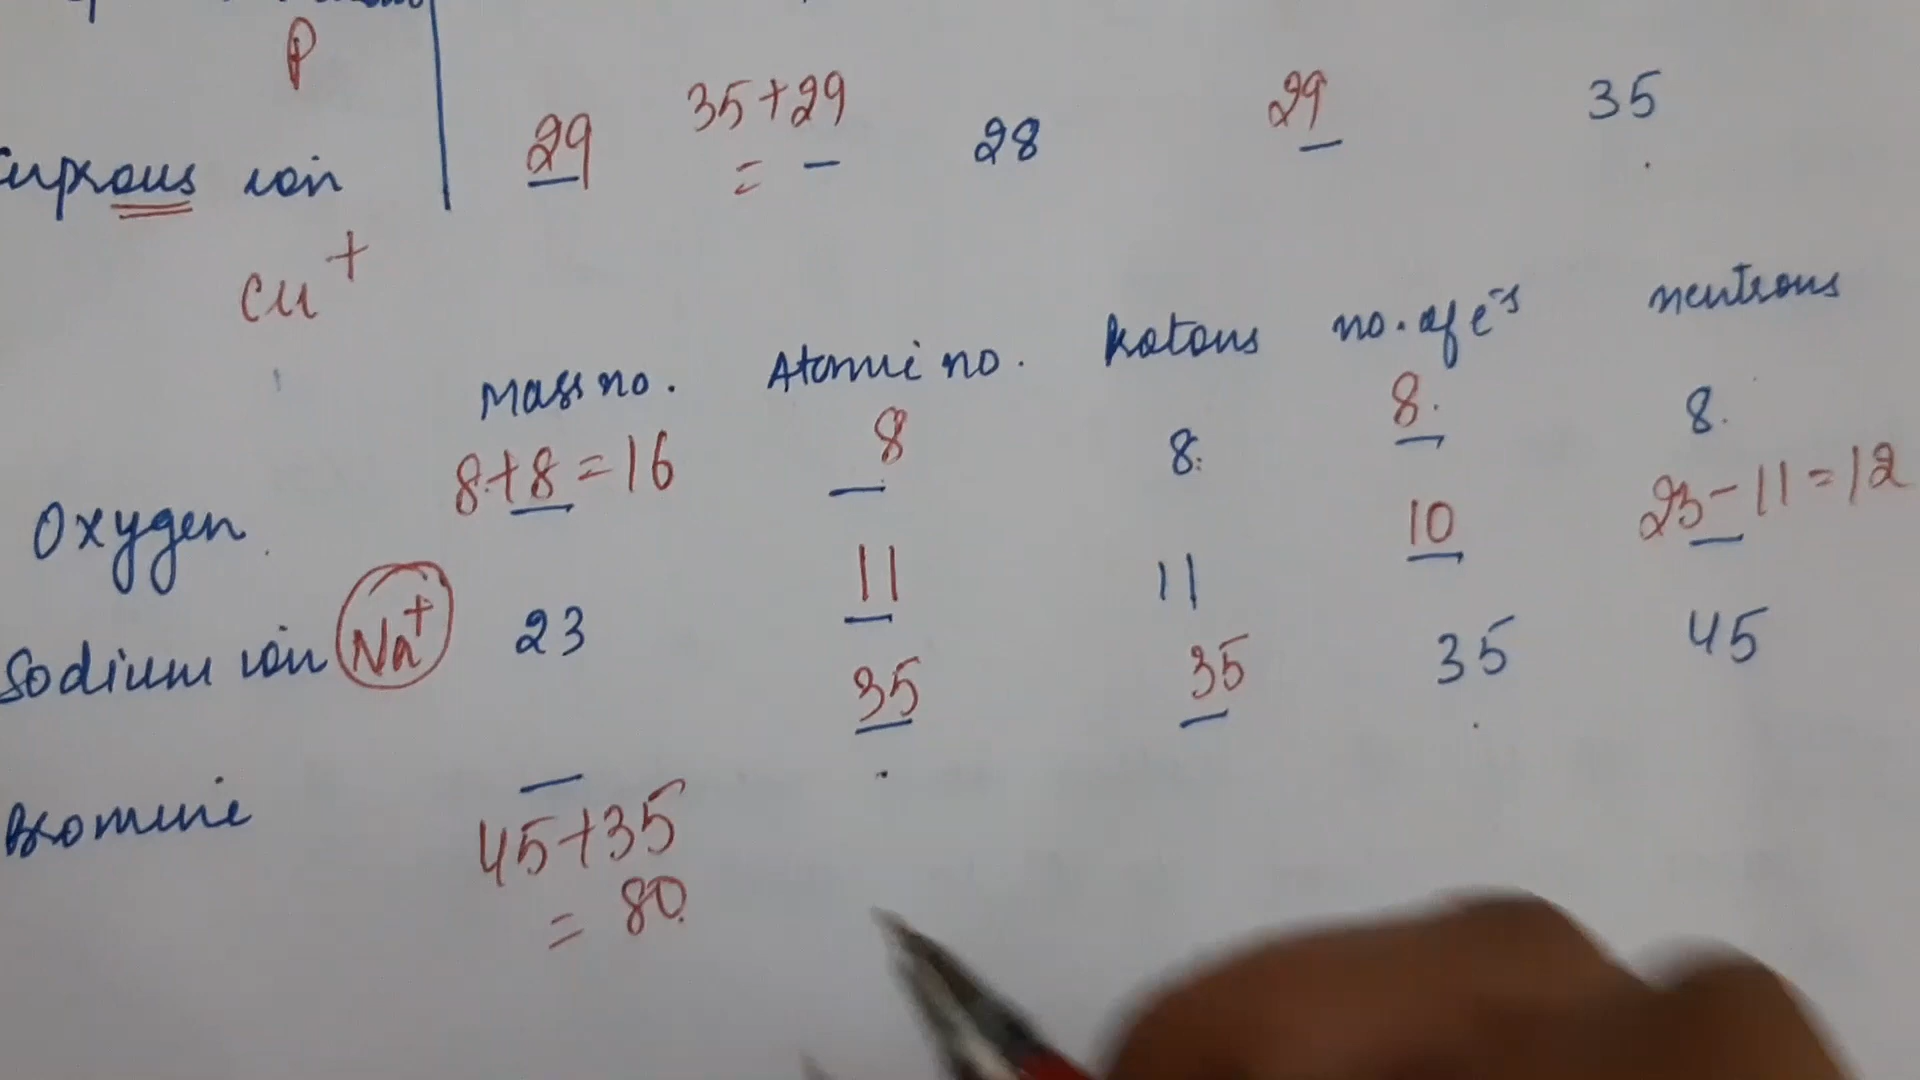 P
29 35+29 28 29 35
ion =
Cu +
Mass no. Atomic no. Protons no. of e⁻s neutrons
Oxygen 8+8=16 8 8 8. 8.
Sodium ion Na+ 23 11 11 10 23-11=12
Bromine 45+35 35 35 35 45
= 80